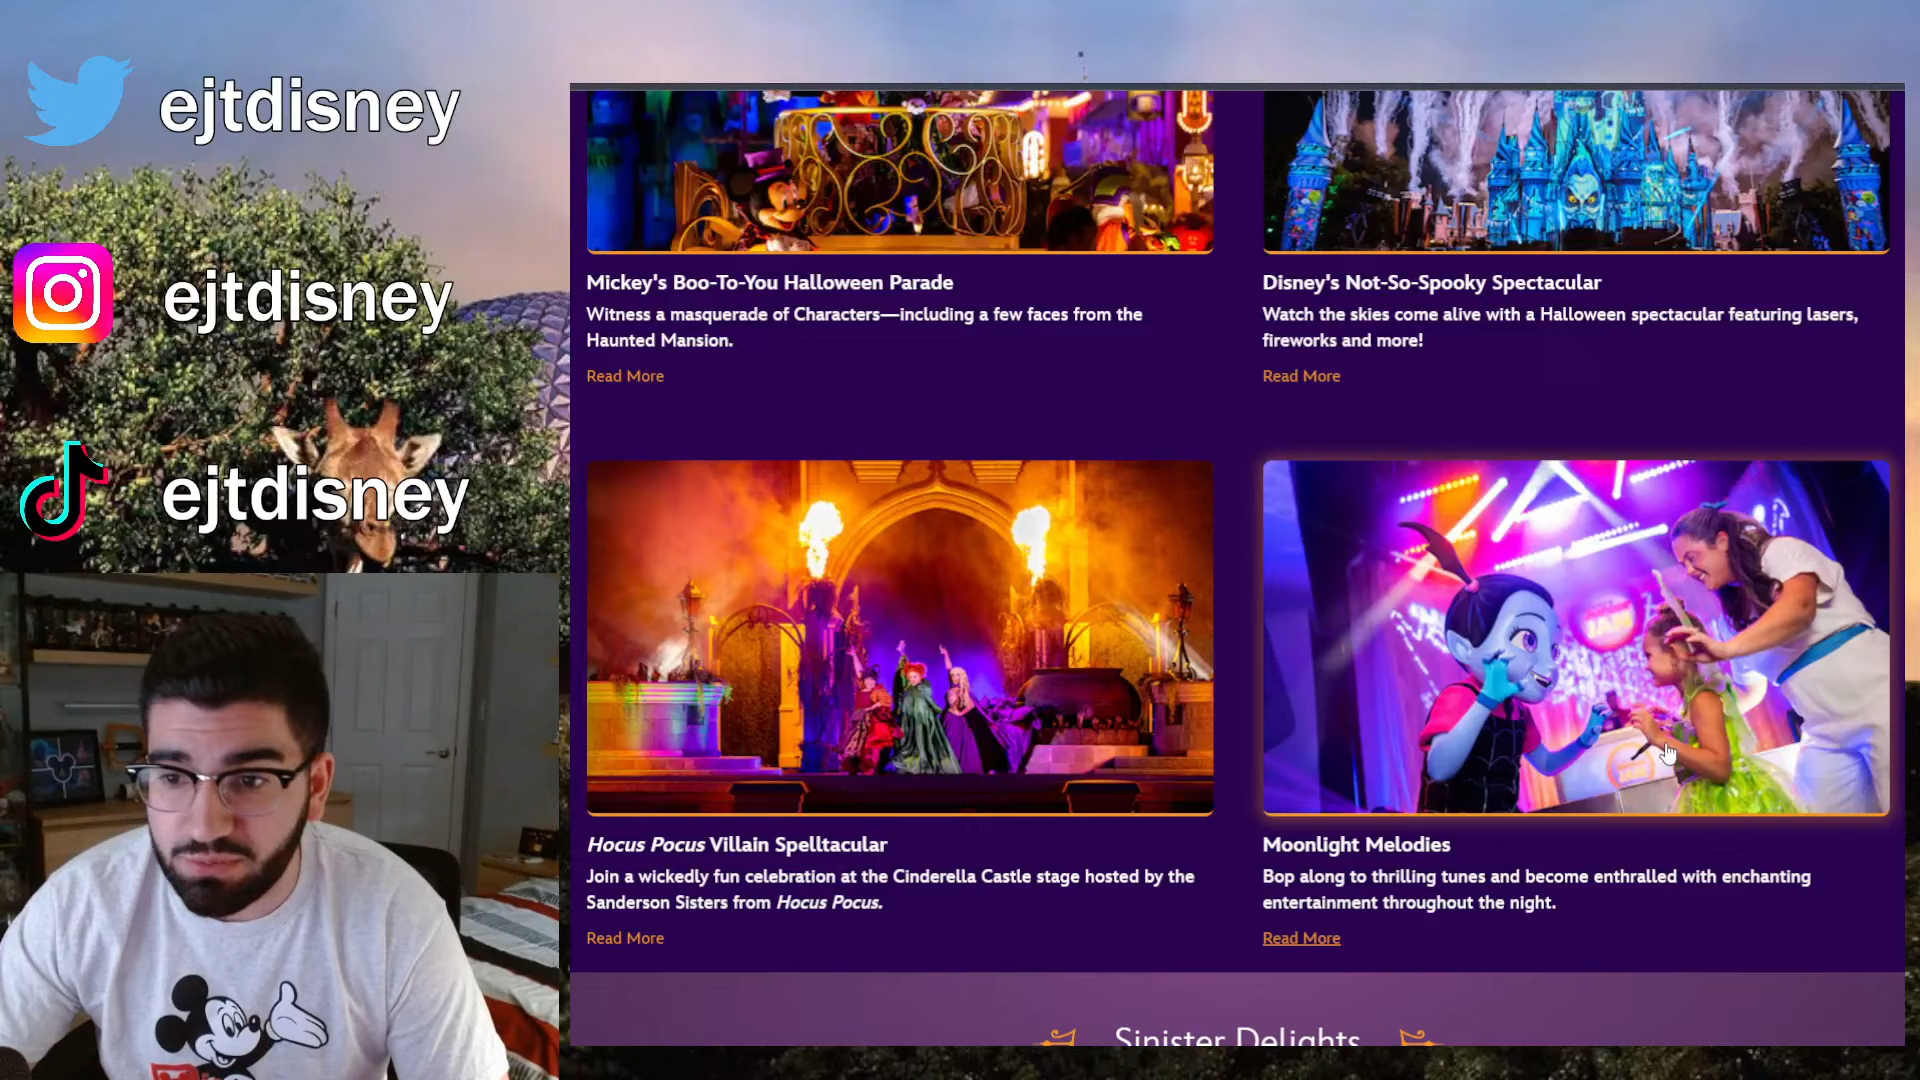 ejtdisney
ejtdisney
ejtdisney
Mickey's Boo-To-You Halloween Parade
Witness a masquerade of Characters—including a few faces from the
Haunted Mansion.
Read More
Disney's Not-So-Spooky Spectacular
Watch the skies come alive with a Halloween spectacular featuring lasers,
fireworks and more!
Read More
Hocus Pocus Villain Spelltacular
Join a wickedly fun celebration at the Cinderella Castle stage hosted by the
Sanderson Sisters from Hocus Pocus.
Read More
Moonlight Melodies
Bop along to thrilling tunes and become enthralled with enchanting
entertainment throughout the night.
Read More
Sinister Delights